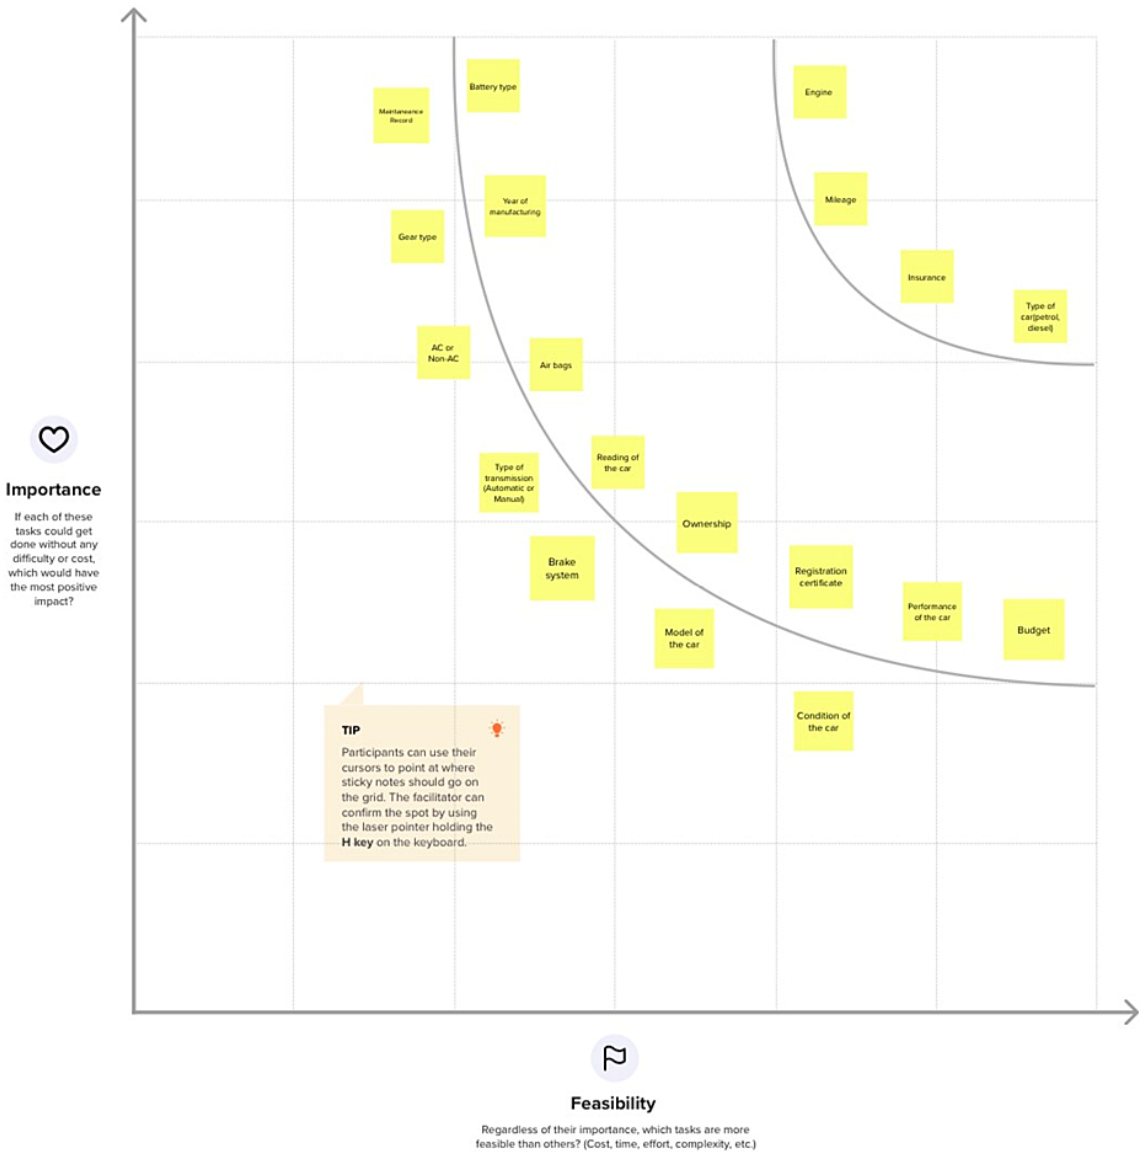 Battery type
Engine
Maintaneance
Record
Year of
manufacturing
Mileage
Gear type
Insurance
Type of
car(petrol,
diesel)
AC or
Non-AC
Air bags
Reading of
the car
Type of
transmission
(Automatic or
Manual)
Ownership
Brake
system
Registration
certificate
Performance
of the car
Budget
Model of
the car
Condition of
the car
Importance
If each of these
tasks could get
done without any
difficulty or cost,
which would have
the most positive
impact?
TIP
Participants can use their
cursors to point at where
sticky notes should go on
the grid. The facilitator can
confirm the spot by using
the laser pointer holding the
H key on the keyboard.
Feasibility
Regardless of their importance, which tasks are more
feasible than others? (Cost, time, effort, complexity, etc.)